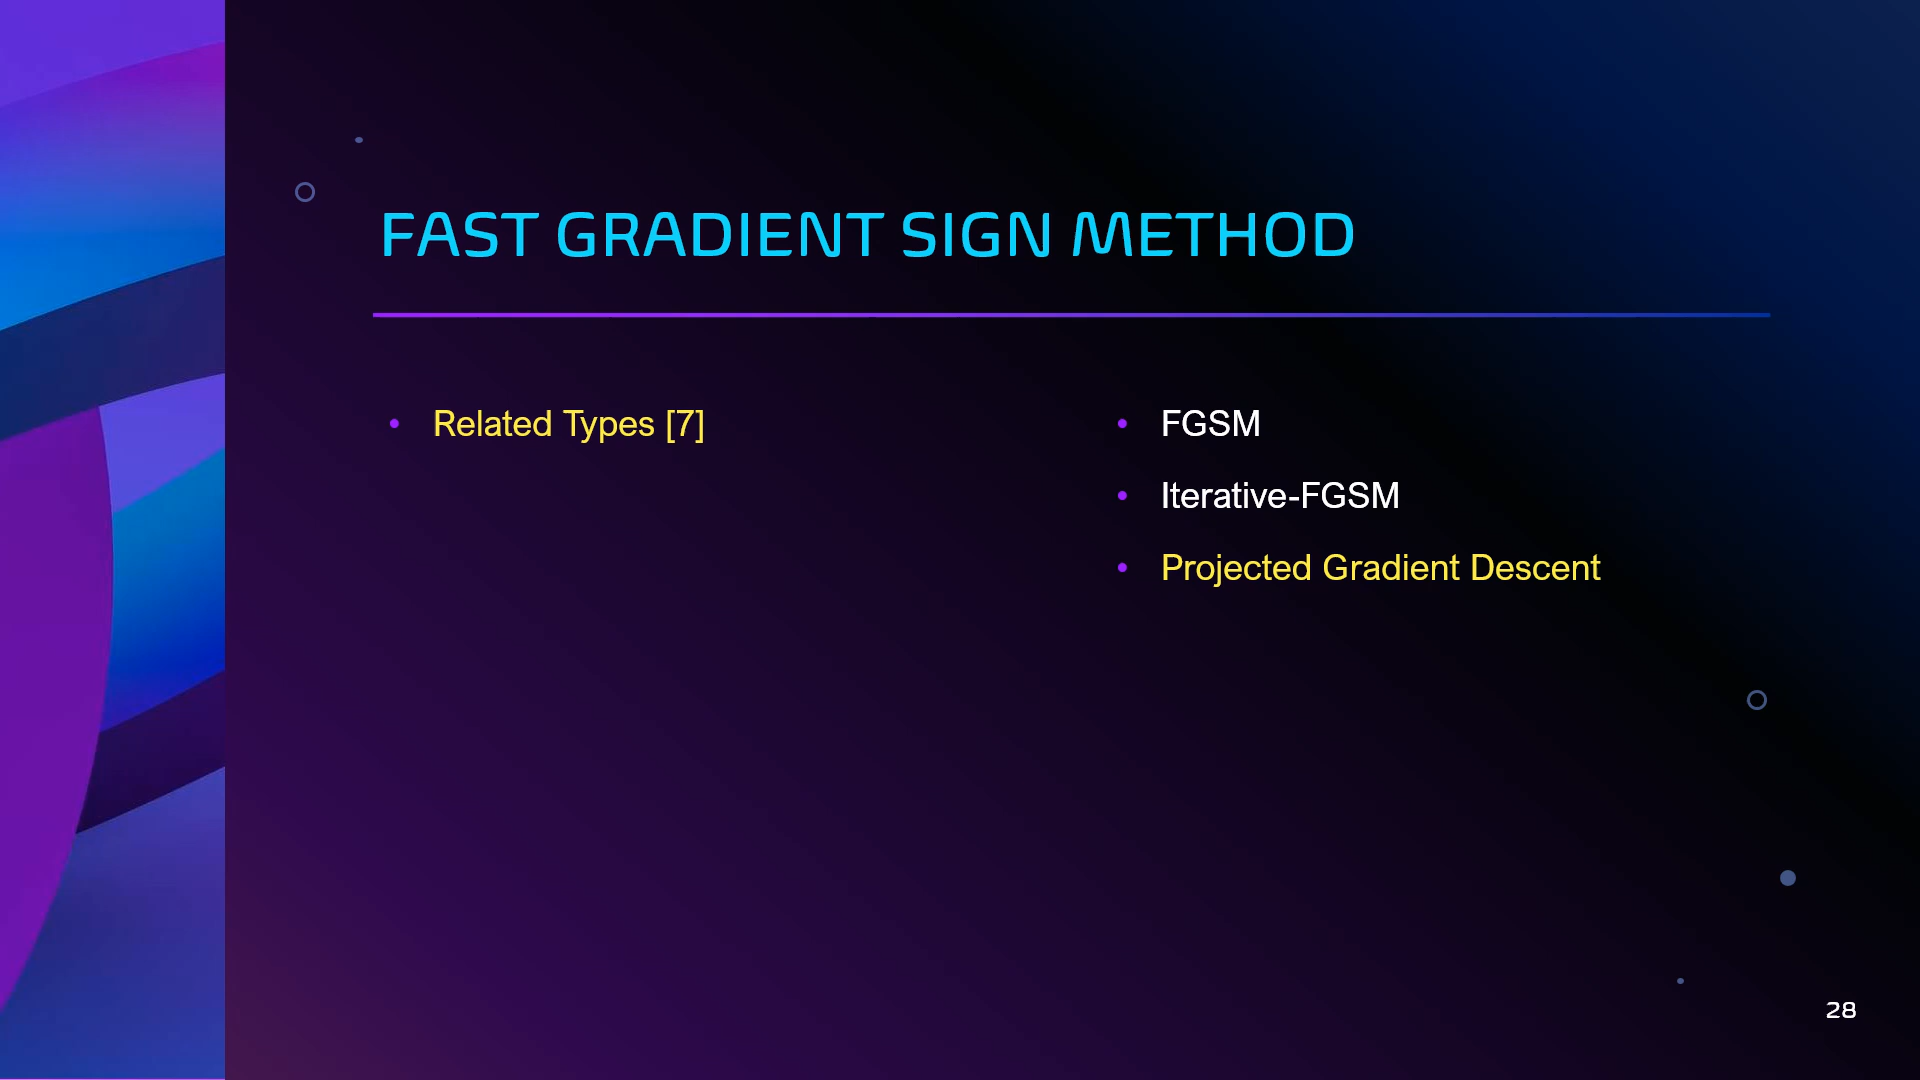 FAST GRADIENT SIGN METHOD
• Related Types [7]
• FGSM
• Iterative-FGSM
• Projected Gradient Descent
28